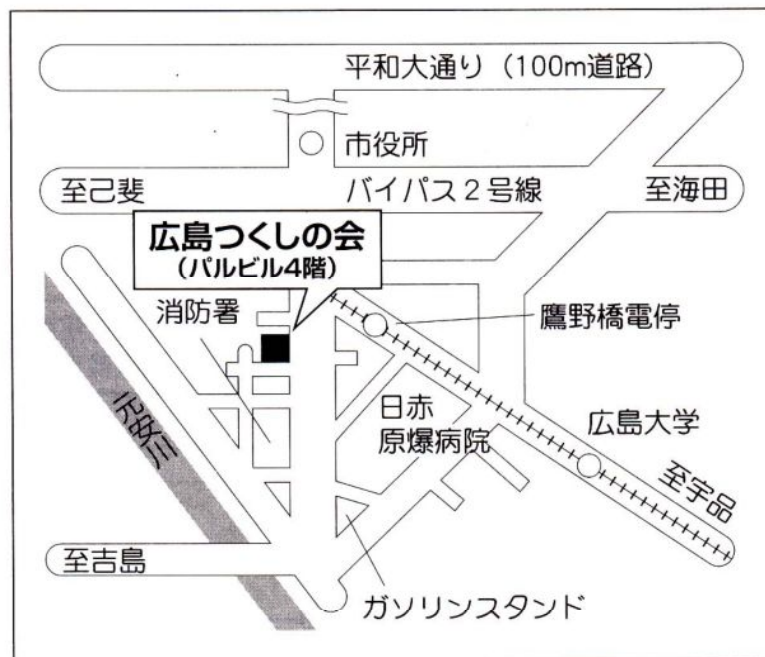 平和大通り（100m道路）
市役所
至己斐
バイパス2号線
至海田
広島つくしの会
（パルビル4階）
消防署
鷹野橋電停
日赤
原爆病院
広島大学
元安川
至宇品
至吉島
ガソリンスタンド